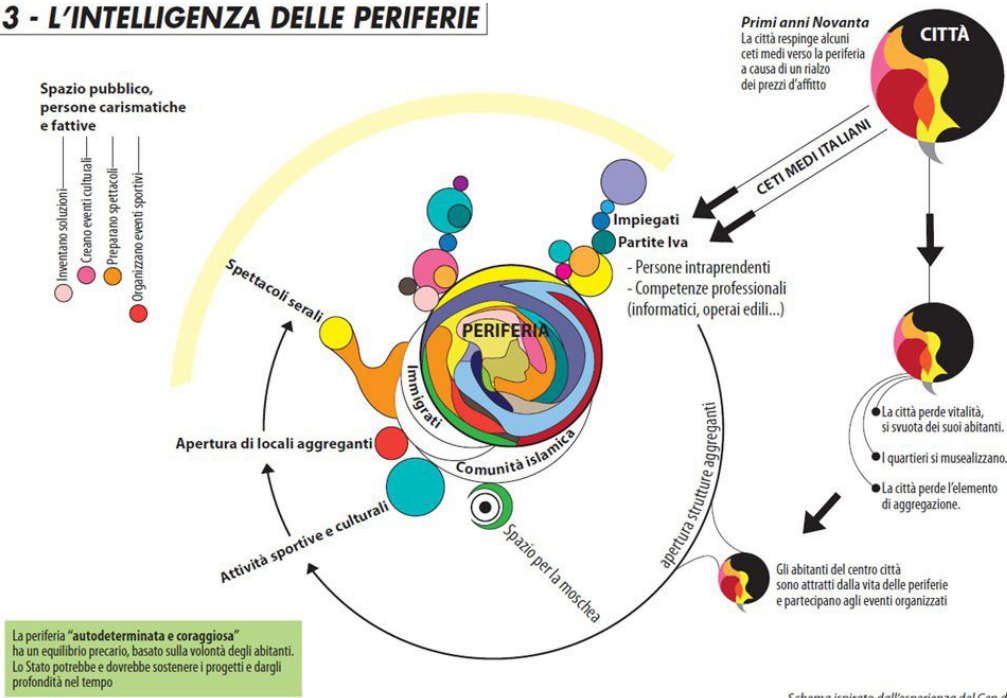 3 - L'INTELLIGENZA DELLE PERIFERIE
Primi anni Novanta
La città respinge alcuni
ceti medi verso la periferia
a causa di un rialzo
dei prezzi d'affitto
CITTÀ
Spazio pubblico,
persone carismatiche
e fattive
Inventano soluzioni
Creano eventi culturali
Preparano spettacoli
Organizzano eventi sportivi
CETI MEDI ITALIANI
Impiegati
Partite Iva
- Persone intraprendenti
- Competenze professionali
(informatici, operai edili...)
Spettacoli serali
PERIFERIA
Immigrati
Comunità islamica
Apertura di locali aggreganti
Attività sportive e culturali
Spazio per la moschea
apertura strutture aggreganti
La città perde vitalità,
si svuota dei suoi abitanti.
I quartieri si musealizzano.
La città perde l'elemento
di aggregazione.
Gli abitanti del centro città
sono attratti dalla vita delle periferie
e partecipano agli eventi organizzati
La periferia "autodeterminata e coraggiosa"
ha un equilibrio precario, basato sulla volontà degli abitanti.
Lo Stato potrebbe e dovrebbe sostenere i progetti e dargli
profondità nel tempo
Schema ispirato dall'esperienza del